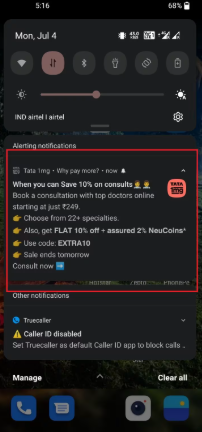 5:16
68%
Mon, Jul 4
IND airtel I airtel
Alerting notifications
Tata 1mg • Why pay more? • now
When you can Save 10% on consults
Book a consultation with top doctors online
starting at just ₹249.
Choose from 22+ specialties.
Also, get FLAT 10% off + assured 2% NeuCoins*
Use code: EXTRA10
Sale ends tomorrow
Consult now
TATA
1mg
Other notifications
Truecaller
Caller ID disabled
Set Truecaller as default Caller ID app to block calls ..
Manage
Clear all